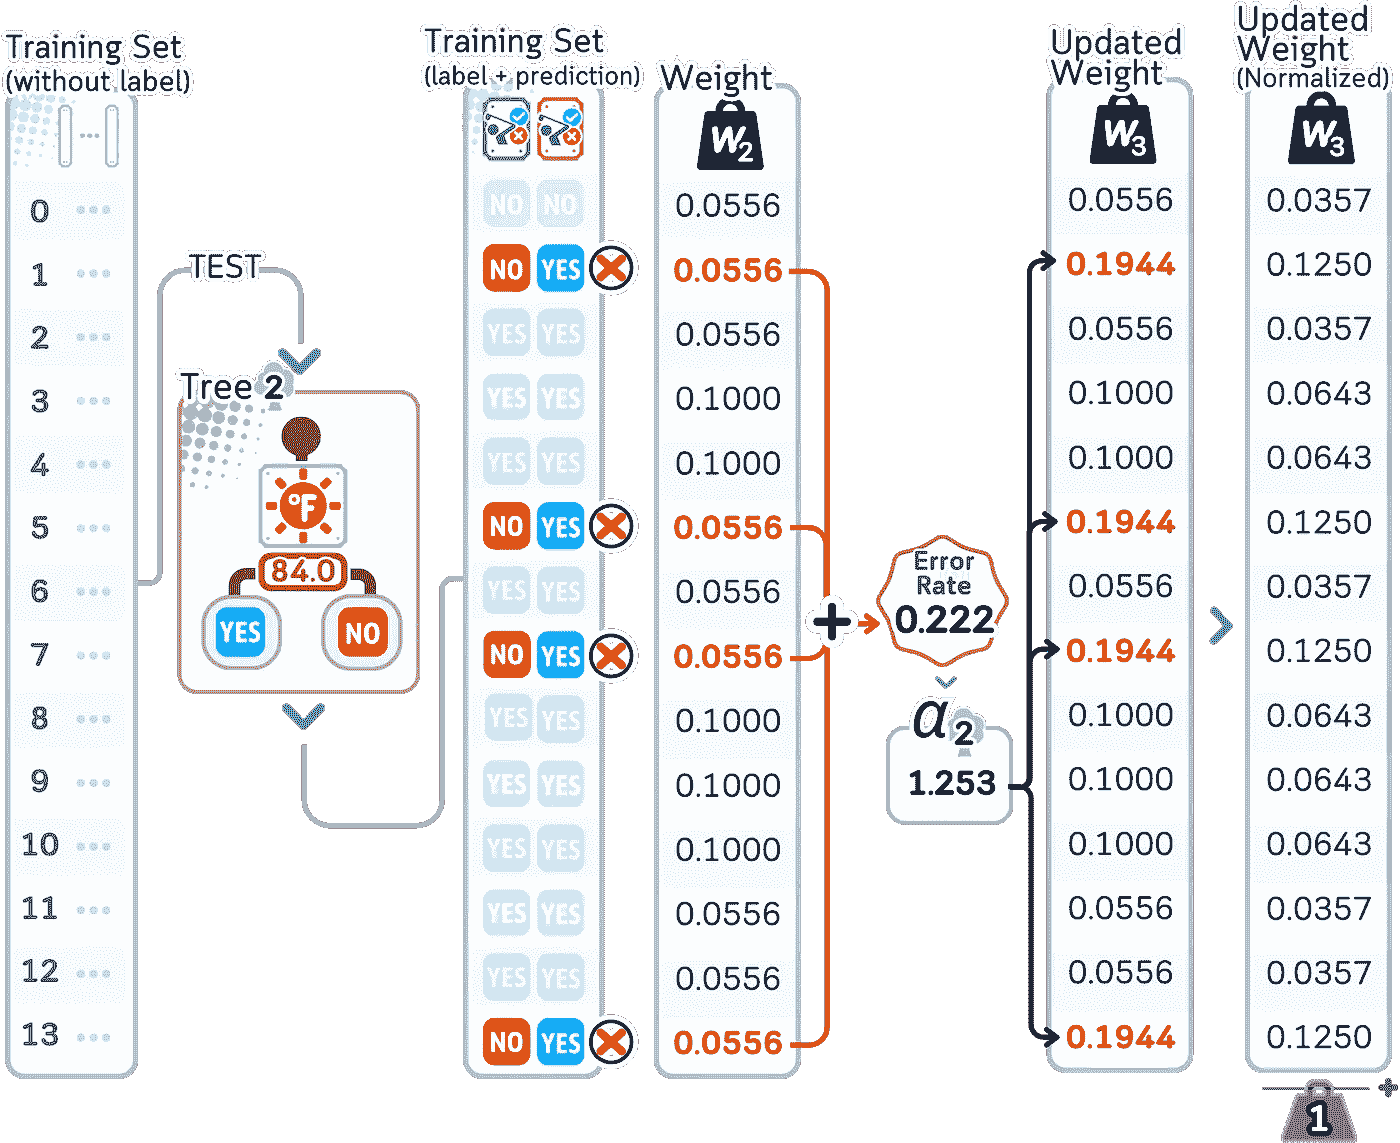 Training Set
(without label)
0
1
2
3
4
5
6
7
8
9
10
11
12
13
TEST
Tree 2
°F
84.0
YES
NO
Training Set
(label + prediction)
NO NO
NO YES
YES YES
YES YES
YES YES
NO YES
YES YES
NO YES
YES YES
YES YES
YES YES
YES YES
YES YES
NO YES
Weight
W2
0.0556
0.0556
0.0556
0.1000
0.1000
0.0556
0.0556
0.0556
0.1000
0.1000
0.1000
0.0556
0.0556
0.0556
+
Error
Rate
0.222
α2
1.253
Updated
Weight
W3
0.0556
0.1944
0.0556
0.1000
0.1000
0.1944
0.0556
0.1944
0.1000
0.1000
0.1000
0.0556
0.0556
0.1944
Updated
Weight
(Normalized)
W3
0.0357
0.1250
0.0357
0.0643
0.0643
0.1250
0.0357
0.1250
0.0643
0.0643
0.0643
0.0357
0.0357
0.1250
+
1